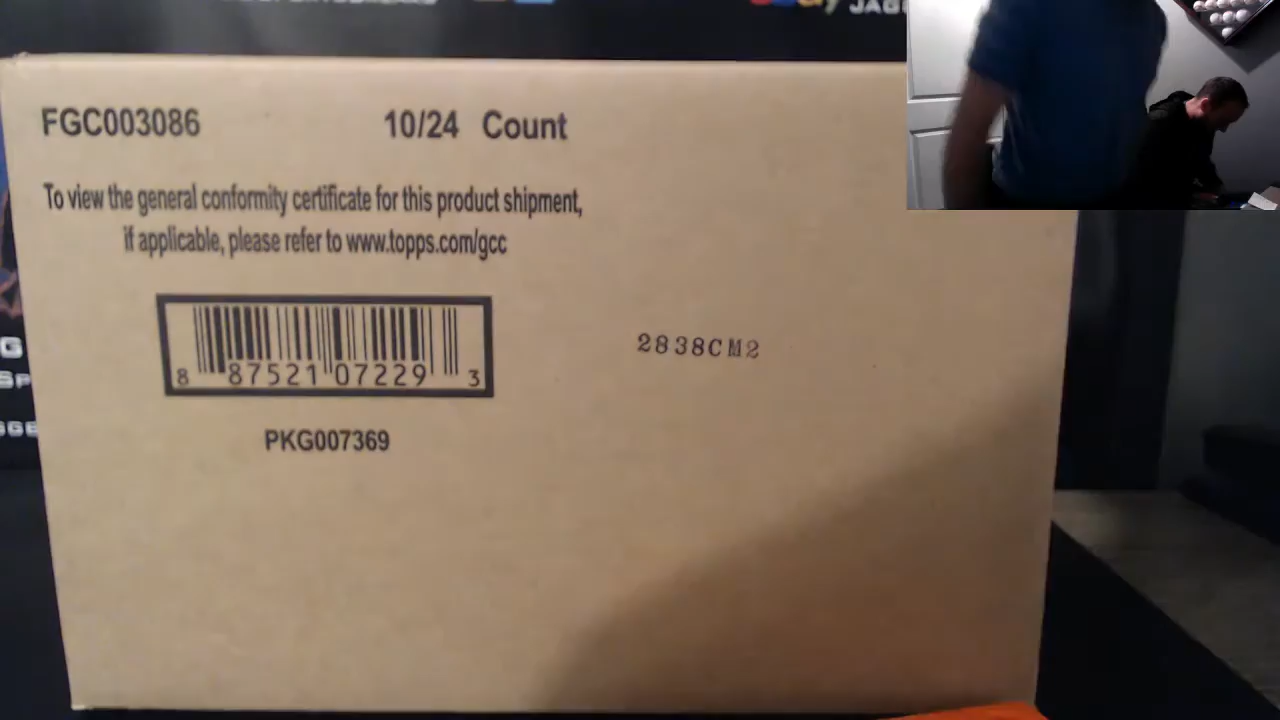 FGC003086 10/24 Count
To view the general conformity certificate for this product shipment,
if applicable, please refer to www.topps.com/gcc
8 87521 07229 3
2838CM2
PKG007369